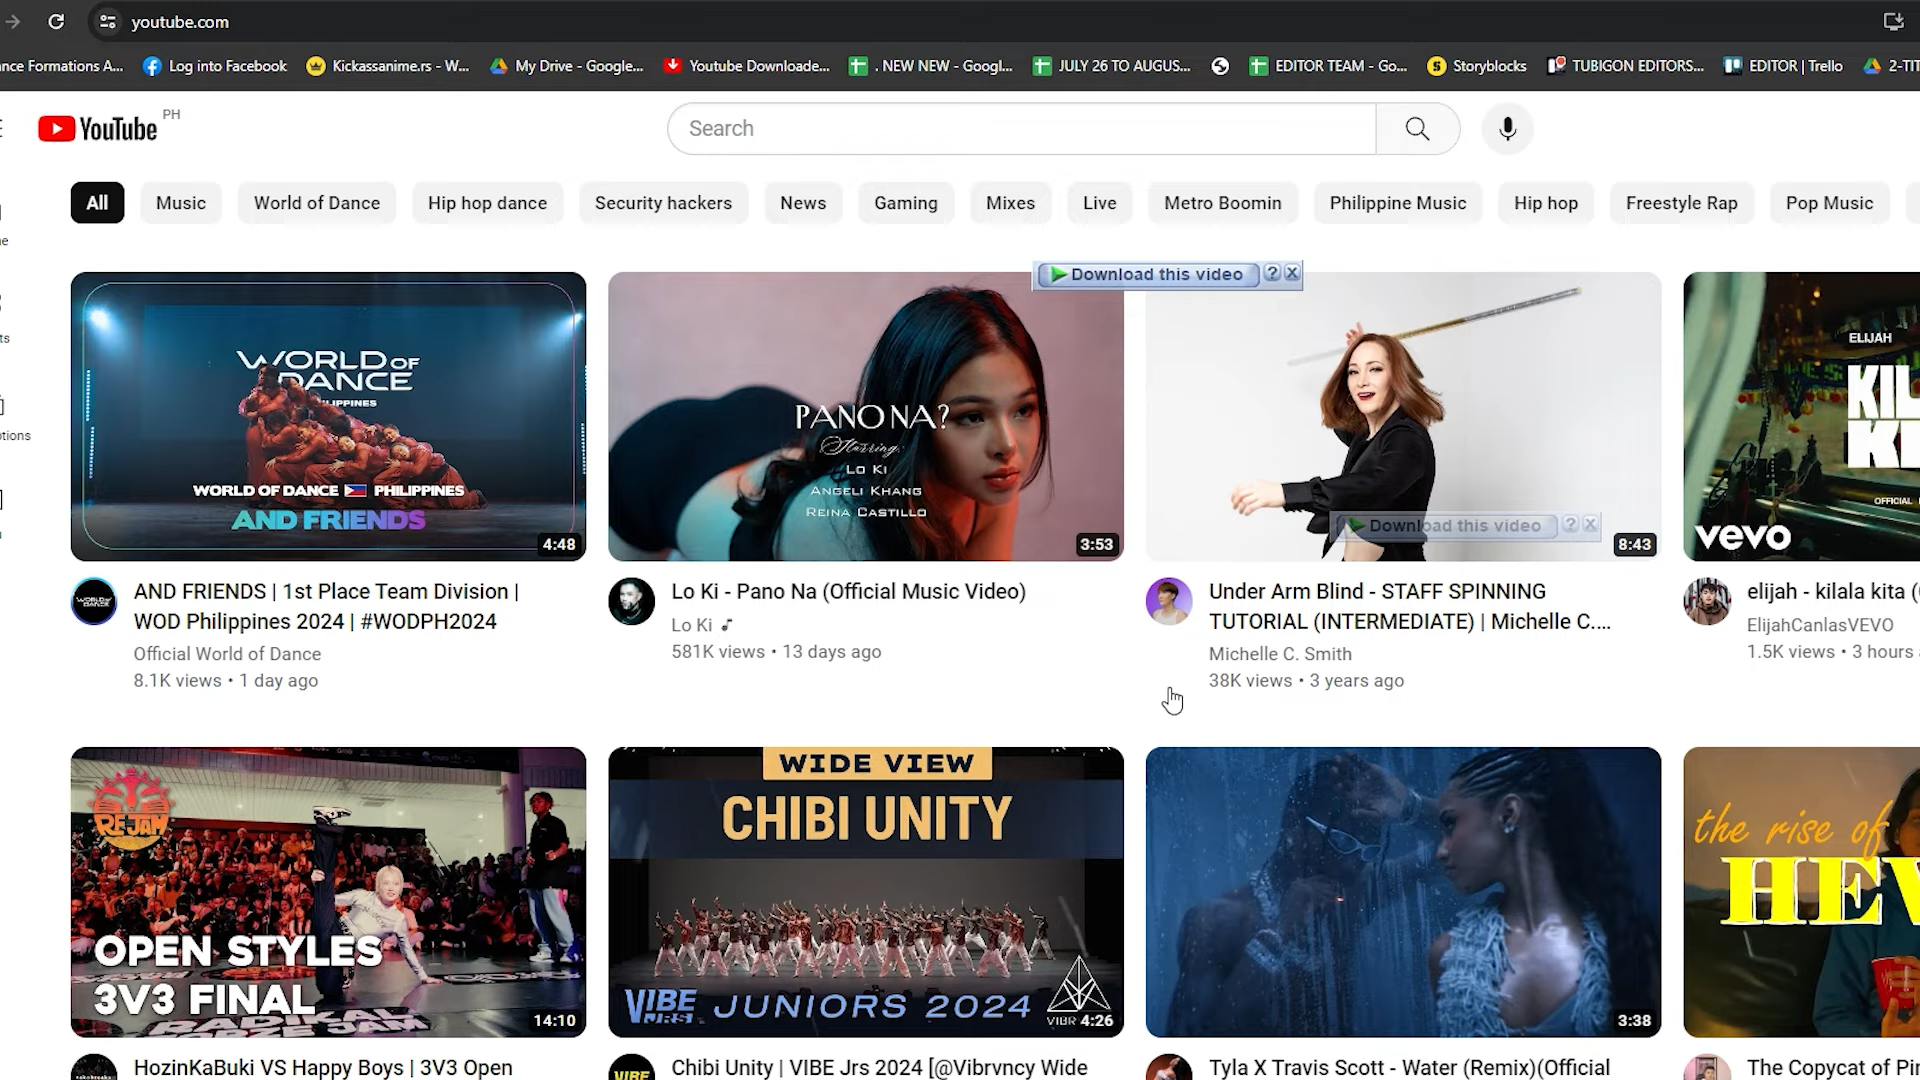 youtube.com
nce Formations A...
Log into Facebook
Kickassanime.rs - W...
My Drive - Google...
Youtube Downloade...
. NEW NEW - Googl...
JULY 26 TO AUGUS...
EDITOR TEAM - Go...
Storyblocks
TUBIGON EDITORS...
EDITOR | Trello
2-TIT
YouTube PH
Search
All
Music
World of Dance
Hip hop dance
Security hackers
News
Gaming
Mixes
Live
Metro Boomin
Philippine Music
Hip hop
Freestyle Rap
Pop Music
Download this video ? X
WORLD OF
DANCE
LIPPINES
WORLD OF DANCE PHILIPPINES
AND FRIENDS
4:48
PANO NA?
Starring:
LO KI
ANGELI KHANG
REINA CASTILLO
3:53
Download this video ? X
8:43
ELIJAH
KIL
K
OFFICIAL
vevo
AND FRIENDS | 1st Place Team Division |
WOD Philippines 2024 | #WODPH2024
Official World of Dance
8.1K views • 1 day ago
Lo Ki - Pano Na (Official Music Video)
Lo Ki
581K views • 13 days ago
Under Arm Blind - STAFF SPINNING
TUTORIAL (INTERMEDIATE) | Michelle C....
Michelle C. Smith
38K views • 3 years ago
elijah - kilala kita (
ElijahCanlasVEVO
1.5K views • 3 hours
RE:JAM
OPEN STYLES
3V3 FINAL
14:10
WIDE VIEW
CHIBI UNITY
VIBE
JRS.
JUNIORS 2024
VIBR
4:26
3:38
the rise of
HEV
HozinKaBuki VS Happy Boys | 3V3 Open
VIBE
Chibi Unity | VIBE Jrs 2024 [@Vibrvncy Wide
Tyla X Travis Scott - Water (Remix)(Official
The Copycat of Pi